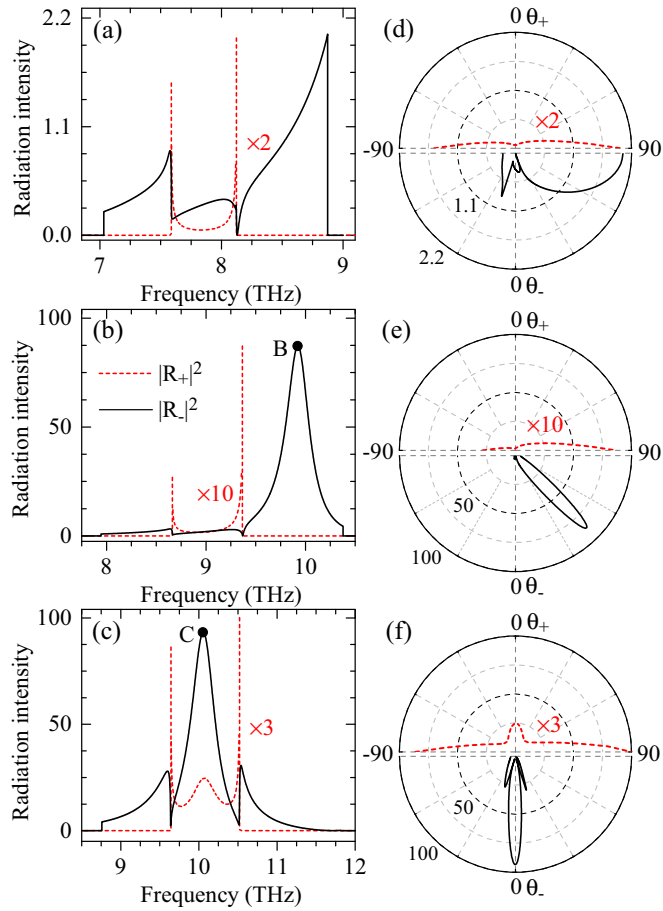 (a)
Radiation intensity
2.2
1.1
0.0
×2
7
8
9
Frequency (THz)
(d)
0 θ+
×2
-90
90
1.1
2.2
0 θ-
(b)
Radiation intensity
100
50
0
B
|R+|²
|R-|²
×10
8
9
10
Frequency (THz)
(e)
0 θ+
×10
-90
90
50
100
0 θ-
(c)
Radiation intensity
100
50
0
C
×3
9
10
11
12
Frequency (THz)
(f)
0 θ+
×3
-90
90
50
100
0 θ-